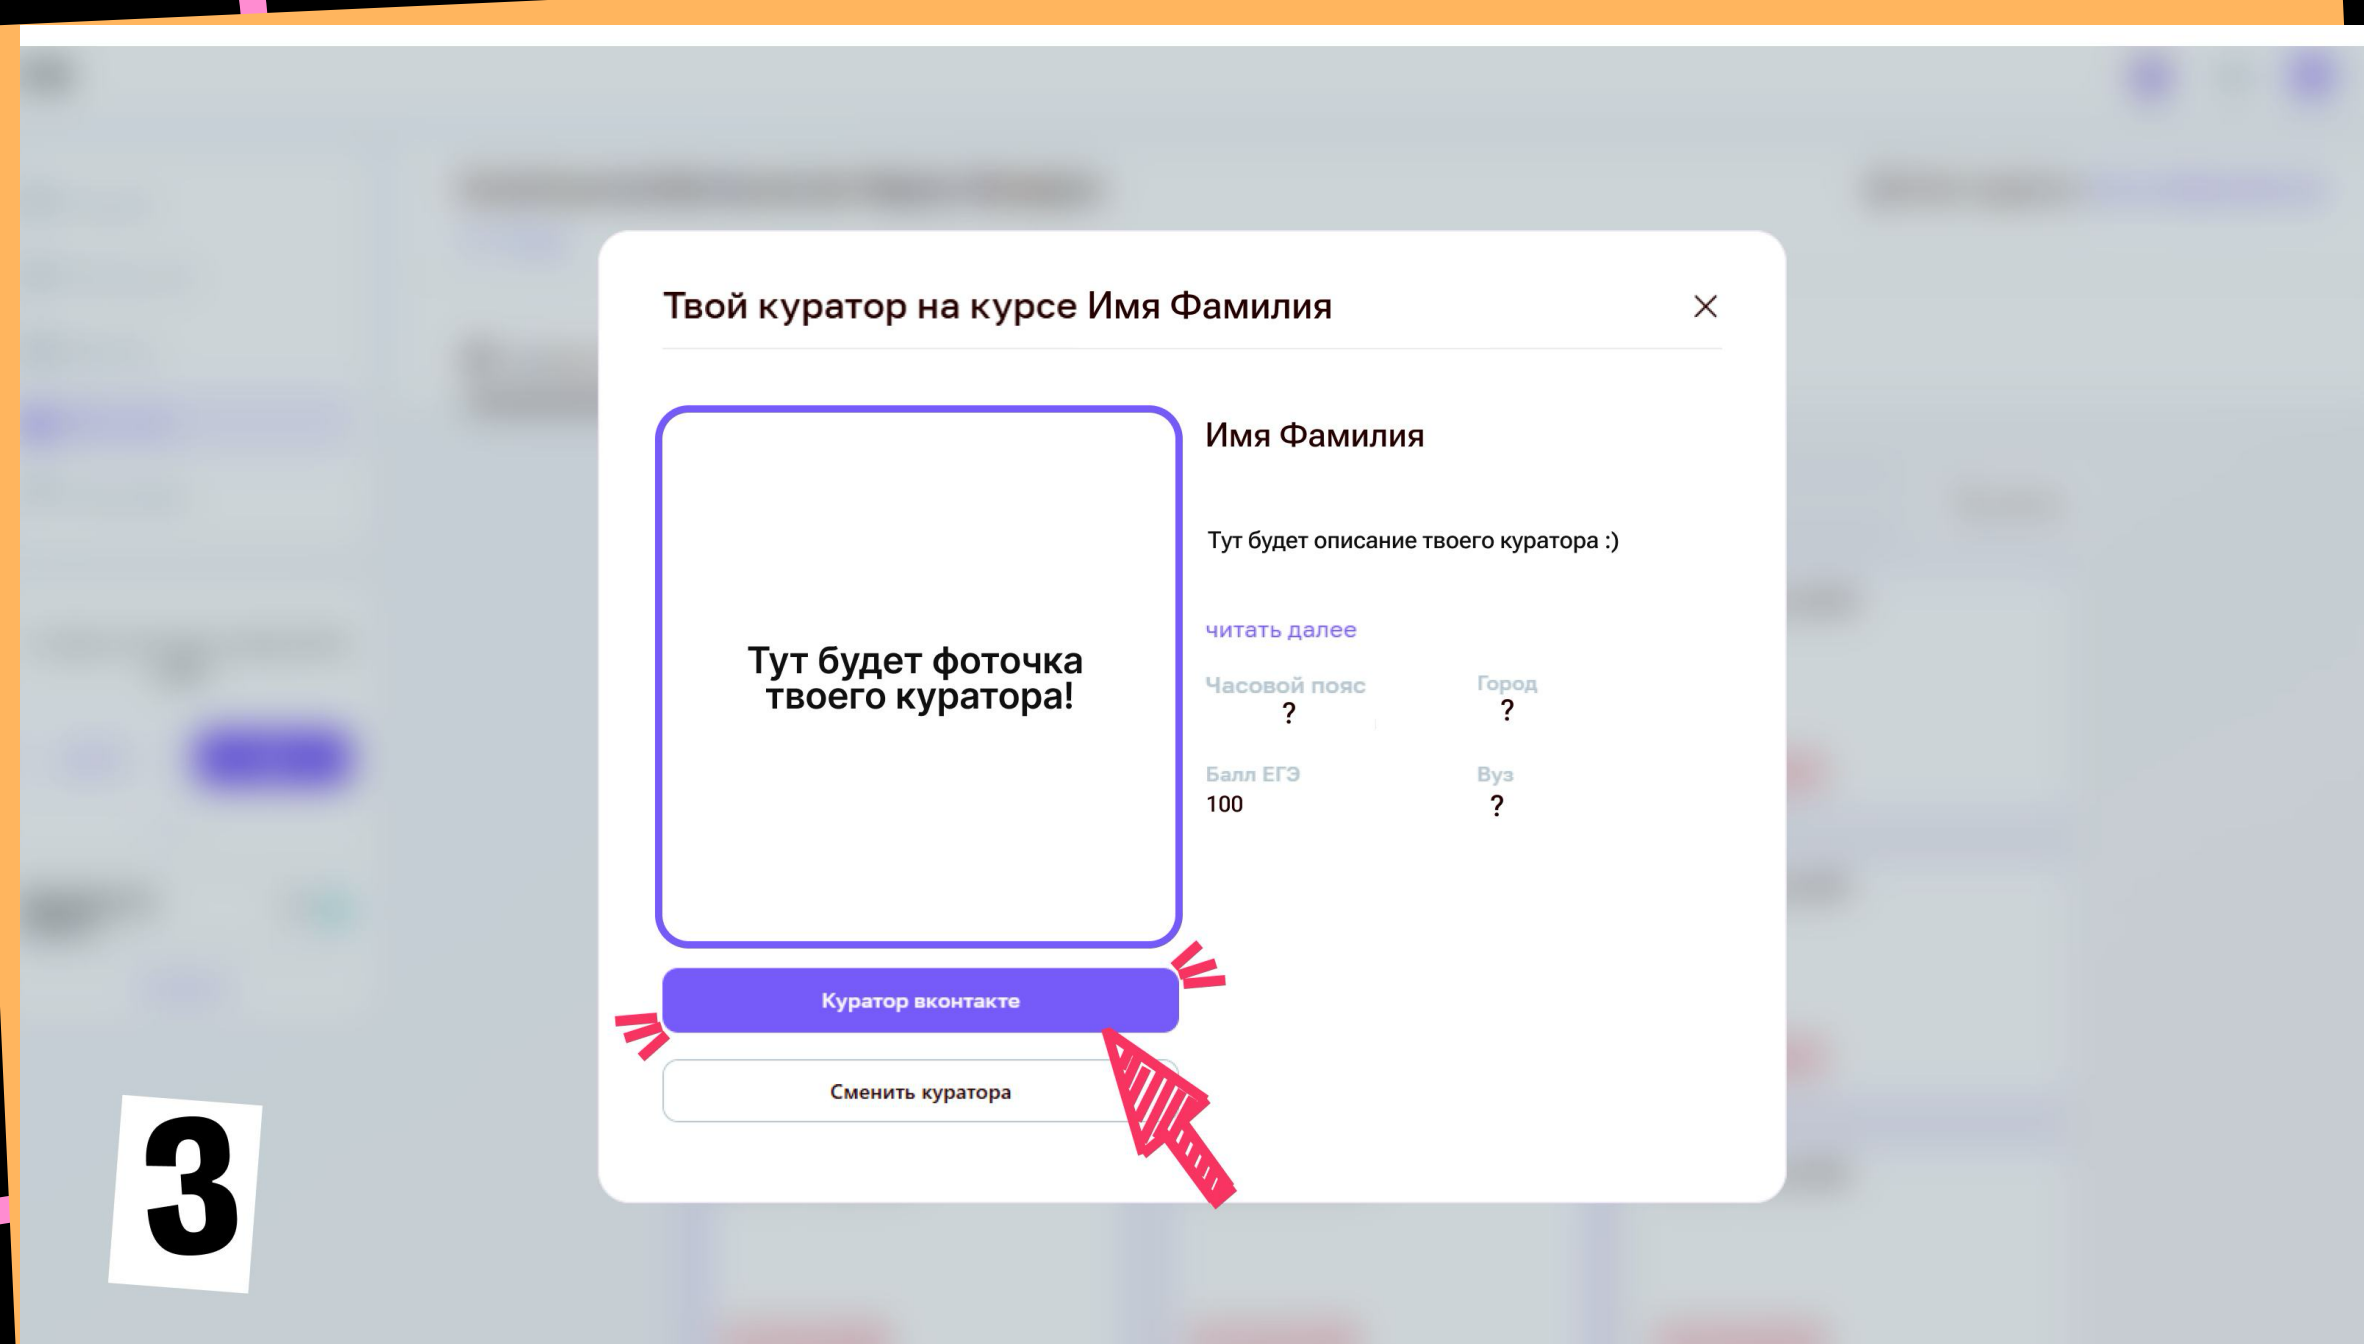 Твой куратор на курсе Имя Фамилия
Тут будет фоточка
твоего куратора!
Имя Фамилия
Тут будет описание твоего куратора :)
читать далее
Часовой пояс
?
Город
?
Балл ЕГЭ
100
Вуз
?
Куратор вконтакте
Сменить куратора
3